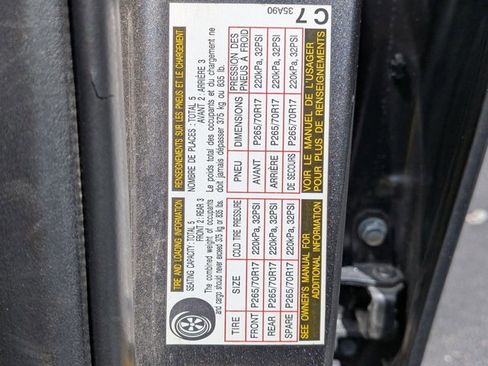 TIRE AND LOADING INFORMATION
SEATING CAPACITY : TOTAL 5
FRONT 2: REAR 3
The combined weight of occupants
and cargo should never exceed 375 kg or 835 lbs.
TIRE SIZE COLD TIRE PRESSURE
FRONT P265/70R17 220kPa, 32PSI
REAR P265/70R17 220kPa, 32PSI
SPARE P265/70R17 220kPa, 32PSI
SEE OWNER'S MANUAL FOR
ADDITIONAL INFORMATION
RENSEIGNEMENTS SUR LES PNEUS ET LE CHARGEMENT
NOMBRE DE PLACES : TOTAL 5
AVANT 2 : ARRIÈRE 3
Le poids total des occupants et du chargement ne
doit jamais dépasser 375 kg ou 835 lb.
PNEU DIMENSIONS PRESSION DES
PNEUS À FROID
AVANT P265/70R17 220kPa, 32PSI
ARRIÈRE P265/70R17 220kPa, 32PSI
DE SECOURS P265/70R17 220kPa, 32PSI
VOIR LE MANUEL DE L'USAGER
POUR PLUS DE RENSEIGNEMENTS
C 7
35A90